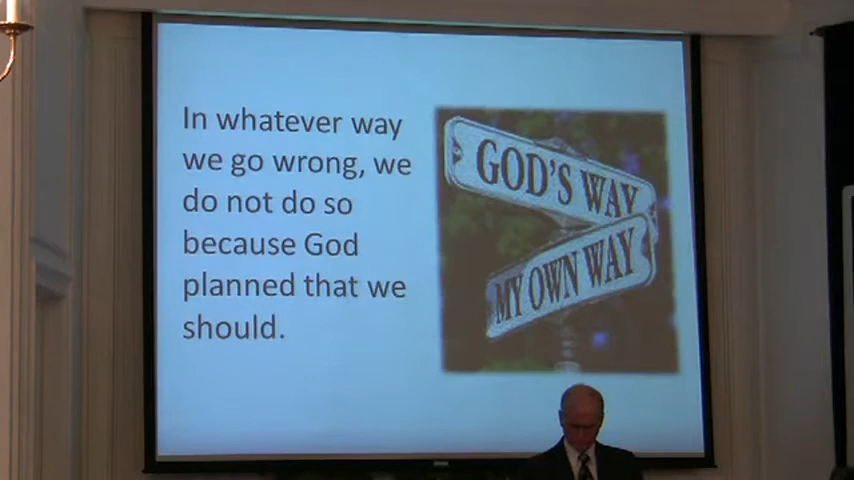 In whatever way
we go wrong, we
do not do so
because God
planned that we
should.
GOD'S WAY
MY OWN WAY